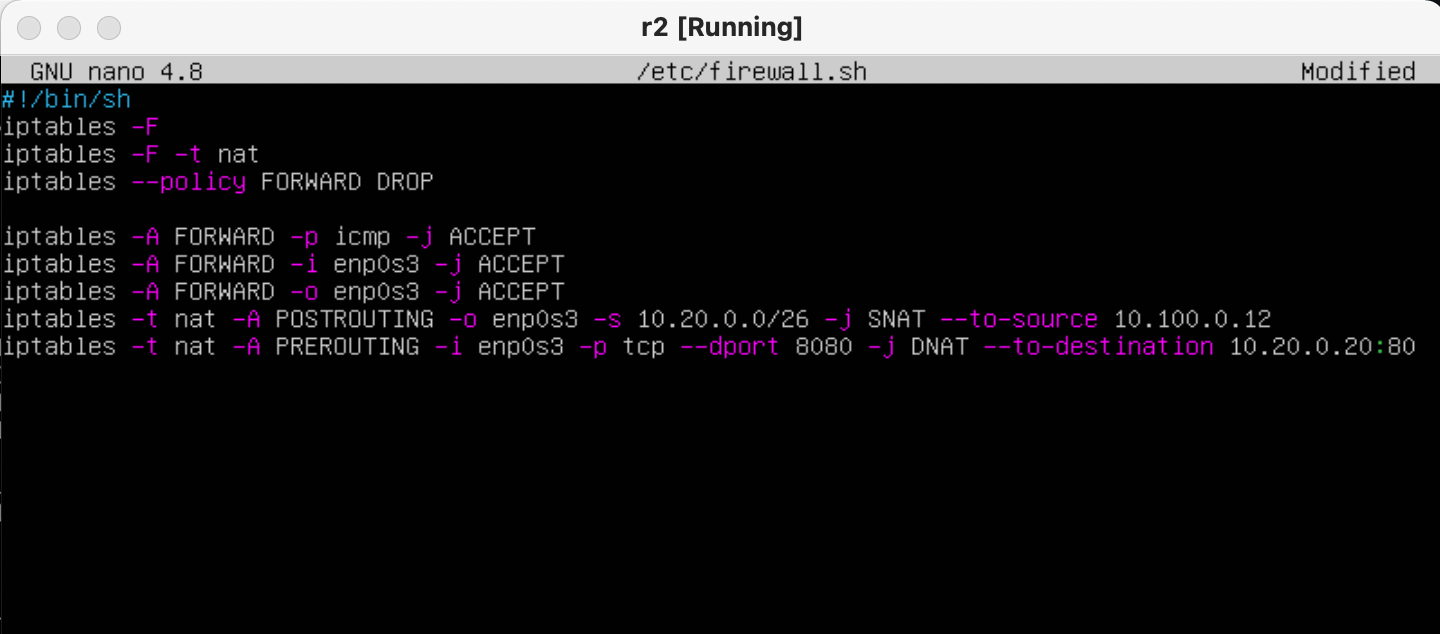 r2 [Running]
GNU nano 4.8 /etc/firewall.sh Modified
#!/bin/sh
iptables -F
iptables -F -t nat
iptables --policy FORWARD DROP
iptables -A FORWARD -p icmp -j ACCEPT
iptables -A FORWARD -i enp0s3 -j ACCEPT
iptables -A FORWARD -o enp0s3 -j ACCEPT
iptables -t nat -A POSTROUTING -o enp0s3 -s 10.20.0.0/26 -j SNAT --to-source 10.100.0.12
iptables -t nat -A PREROUTING -i enp0s3 -p tcp --dport 8080 -j DNAT --to-destination 10.20.0.20:80